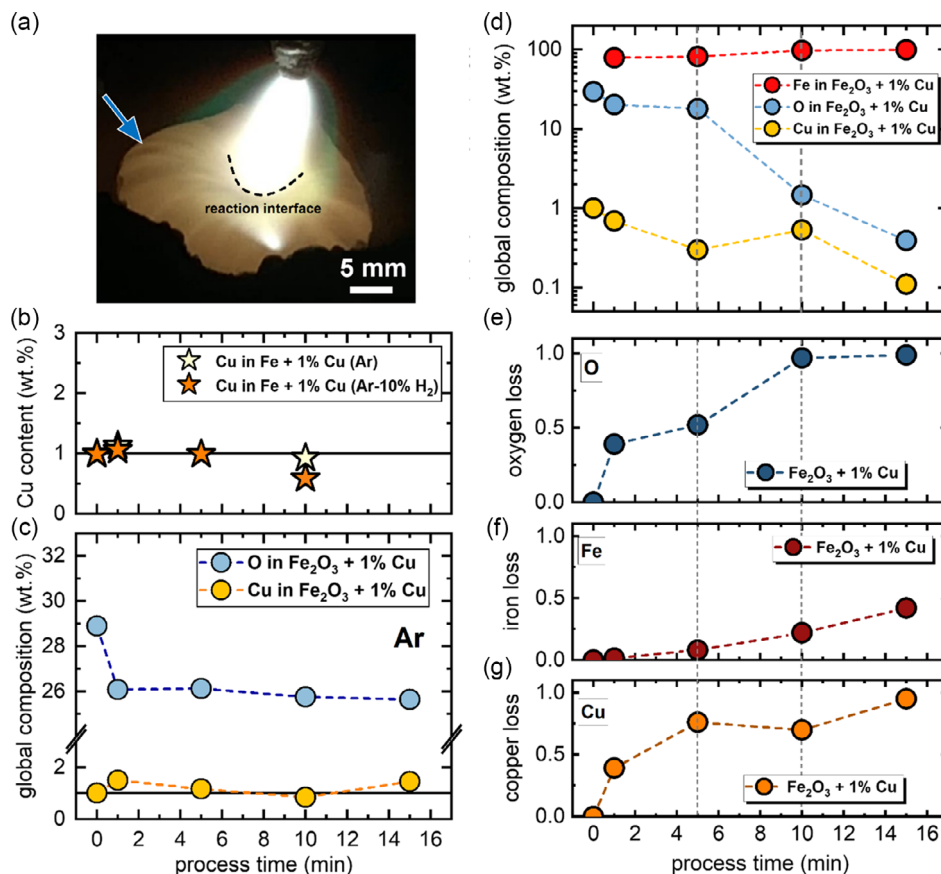 (a)
reaction interface
5 mm
(b)
Cu content (wt.%)
3
2
1
0
Cu in Fe + 1% Cu (Ar)
Cu in Fe + 1% Cu (Ar-10% H₂)
(c)
global composition (wt.%)
32
30
28
26
2
0
O in Fe₂O₃ + 1% Cu
Cu in Fe₂O₃ + 1% Cu
Ar
0 2 4 6 8 10 12 14 16
process time (min)
(d)
global composition (wt.%)
100
10
1
0.1
Fe in Fe₂O₃ + 1% Cu
O in Fe₂O₃ + 1% Cu
Cu in Fe₂O₃ + 1% Cu
(e)
oxygen loss
1.0
0.5
0.0
O
Fe₂O₃ + 1% Cu
(f)
iron loss
0.5
0.0
Fe
Fe₂O₃ + 1% Cu
(g)
copper loss
1.0
0.5
0.0
Cu
Fe₂O₃ + 1% Cu
0 2 4 6 8 10 12 14 16
process time (min)